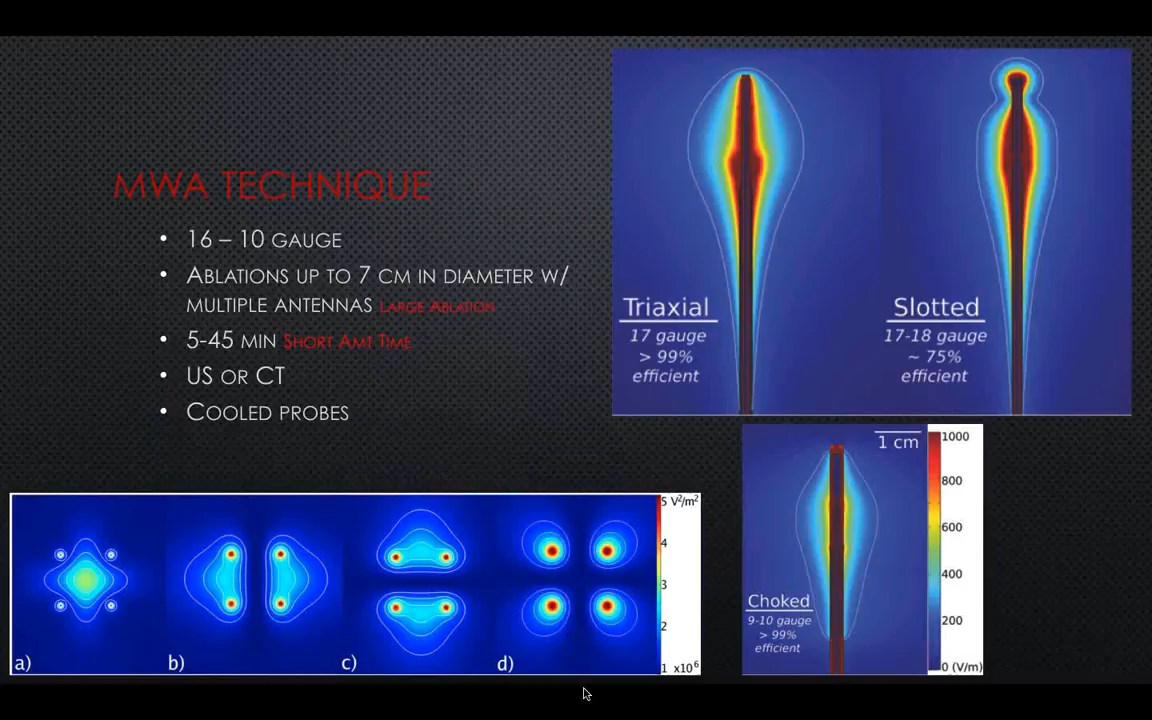 MWA TECHNIQUE
• 16 – 10 GAUGE
• ABLATIONS UP TO 7 CM IN DIAMETER W/
MULTIPLE ANTENNAS LARGE ABLATION
• 5-45 MIN SHORT AMT TIME
• US OR CT
• COOLED PROBES
Triaxial
17 gauge
> 99%
efficient
Slotted
17-18 gauge
~ 75%
efficient
1 cm
Choked
9-10 gauge
> 99%
efficient
1000
800
600
400
200
0 (V/m)
a)
b)
c)
d)
5 V²/m²
4
3
2
1 x10⁶